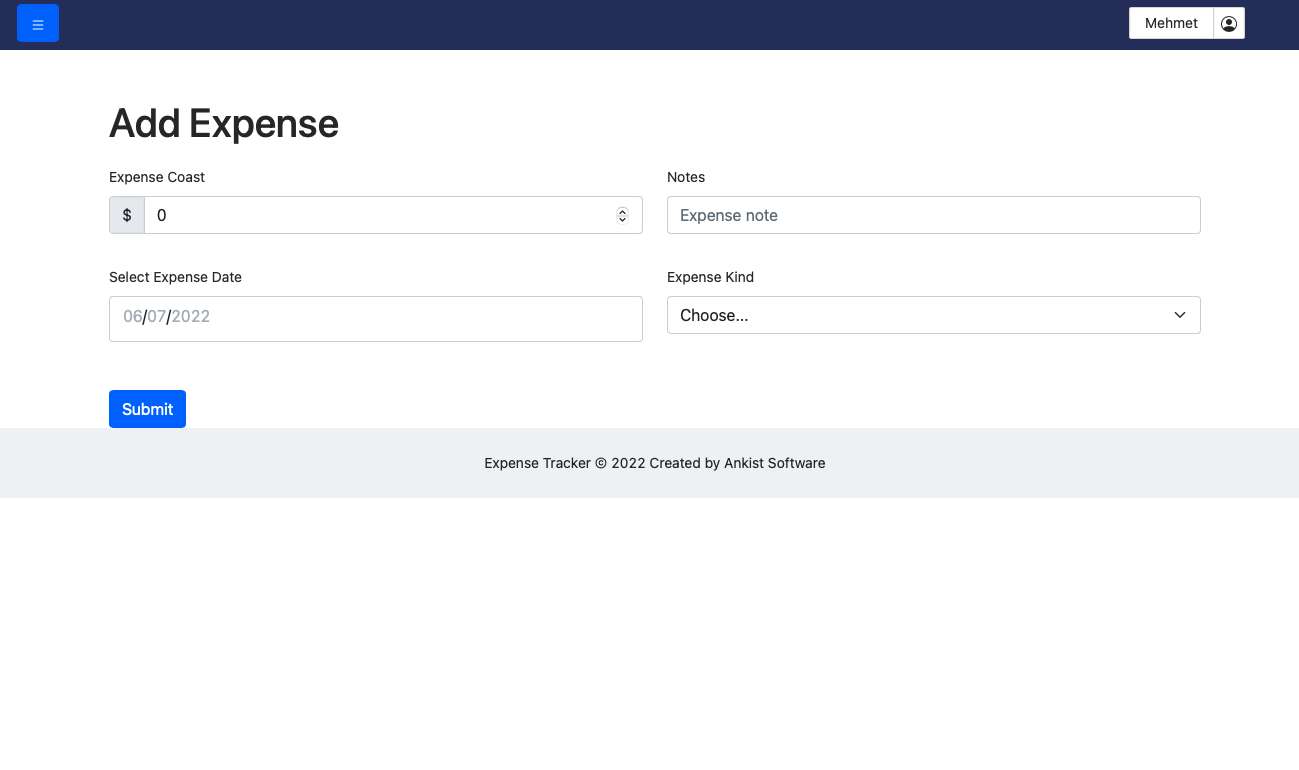 Mehmet
Add Expense
Expense Coast
Notes
$ 0
Expense note
Select Expense Date
Expense Kind
06/07/2022
Choose...
Submit
Expense Tracker © 2022 Created by Ankist Software